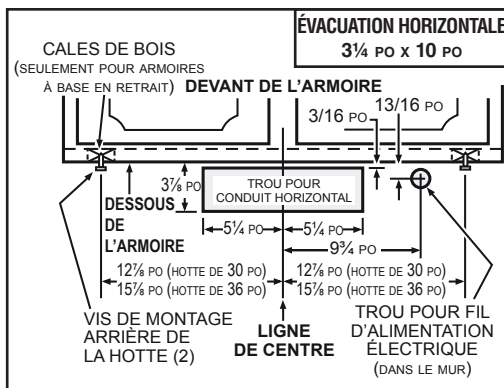 ÉVACUATION HORIZONTALE
3¼ PO X 10 PO
CALES DE BOIS
(SEULEMENT POUR ARMOIRES
À BASE EN RETRAIT)
DEVANT DE L'ARMOIRE
3/16 PO
13/16 PO
3⅞ PO
TROU POUR
CONDUIT HORIZONTAL
DESSOUS
DE
L'ARMOIRE
5¼ PO
5¼ PO
9¾ PO
12⅞ PO (HOTTE DE 30 PO)
15⅞ PO (HOTTE DE 36 PO)
12⅞ PO (HOTTE DE 30 PO)
15⅞ PO (HOTTE DE 36 PO)
VIS DE MONTAGE
ARRIÈRE DE
LA HOTTE (2)
LIGNE
DE CENTRE
TROU POUR FIL
D'ALIMENTATION
ÉLECTRIQUE
(DANS LE MUR)